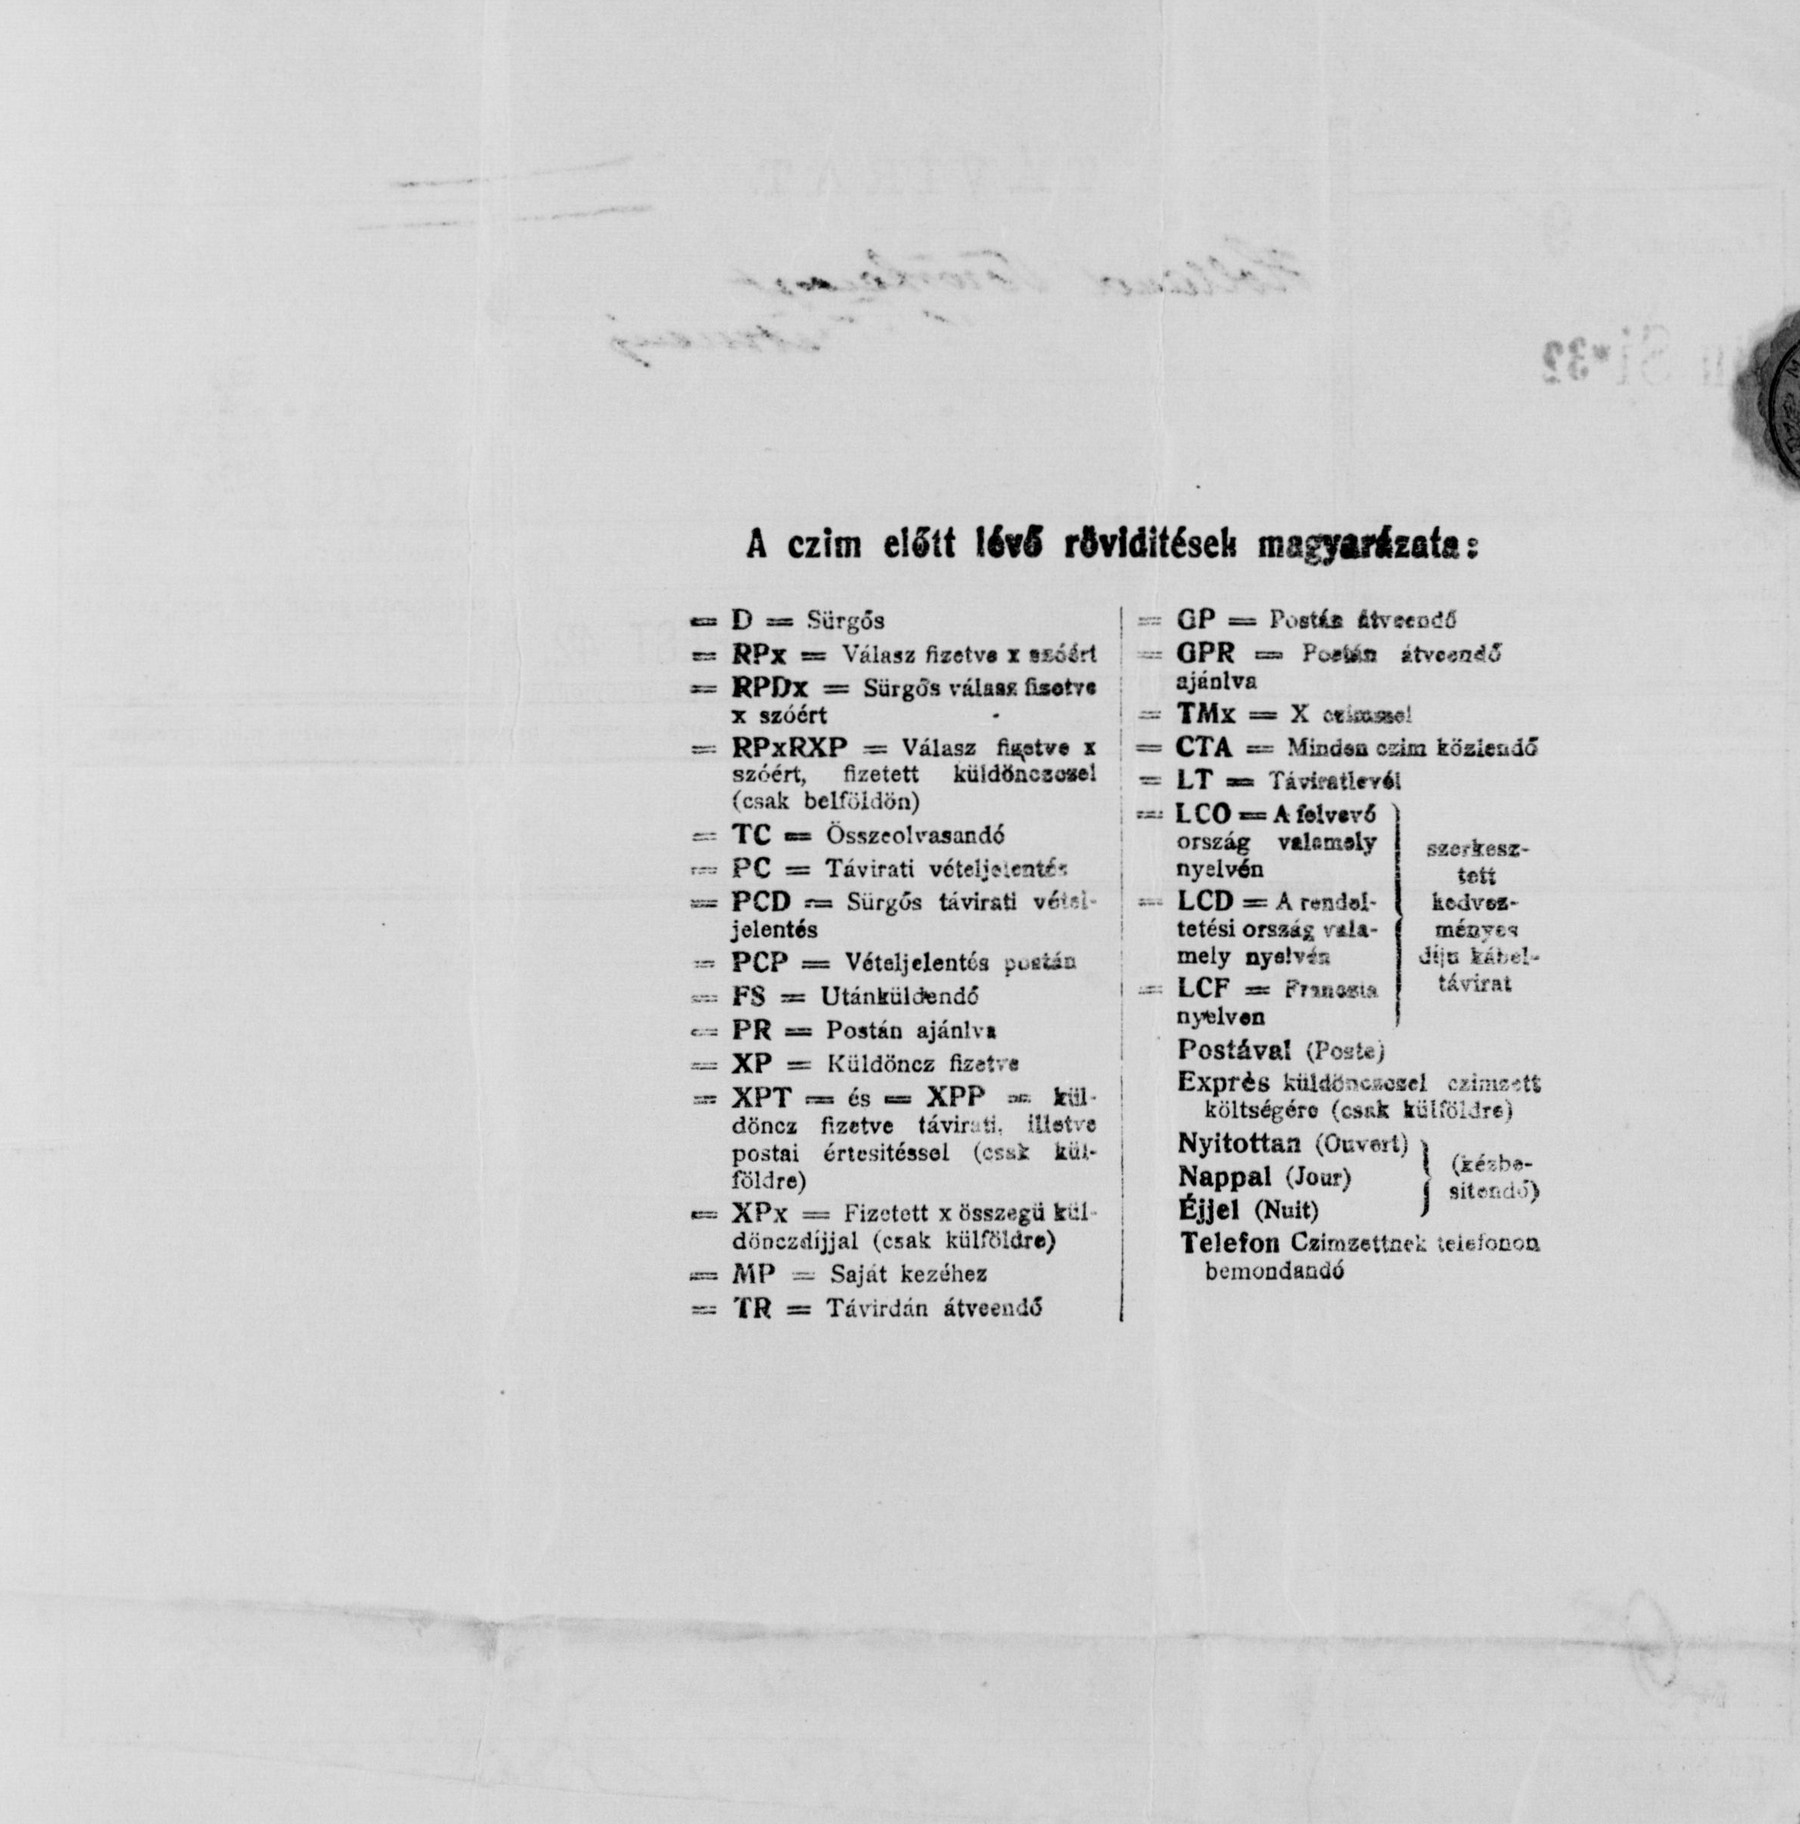 A czim előtt lévő röviditések magyarázata:
= D = Sürgős
= RPx = Válasz fizetve x szóért
= RPDx = Sürgős válasz fizetve
x szóért
= RPxRXP = Válasz fizetve x
szóért, fizetett küldönczczel
(csak belföldön)
= TC = Összeolvasandó
= PC = Távirati vételjelentés
= PCD = Sürgős távirati vétel-
jelentés
= PCP = Vételjelentés postán
= FS = Utánküldendő
= PR = Postán ajánlva
= XP = Küldöncz fizetve
= XPT = és = XPP = kül-
döncz fizetve távirati, illetve
postai értesitéssel (csak kül-
földre)
= XPx = Fizetett x összegü kül-
dönczdíjjal (csak külföldre)
= MP = Saját kezéhez
= TR = Távirdán átveendő
= GP = Postán átveendő
= GPR = Postán átveendő
ajánlva
= TMx = X czimmel
= CTA = Minden czim közlendő
= LT = Táviratlevél
= LCO = A felvevő
ország valamely
nyelvén
= LCD = A rendel-
tetési ország vala-
mely nyelvén
= LCF = Franczia
nyelven
szerkesz-
tett
kedvez-
ményes
díju kábel-
távirat
Postával (Poste)
Exprès küldönczczel czimzett
költségére (csak külföldre)
Nyitottan (Ouvert)
Nappal (Jour)
Éjjel (Nuit)
(kézbe-
sitendő)
Telefon Czimzettnek telefonon
bemondandó